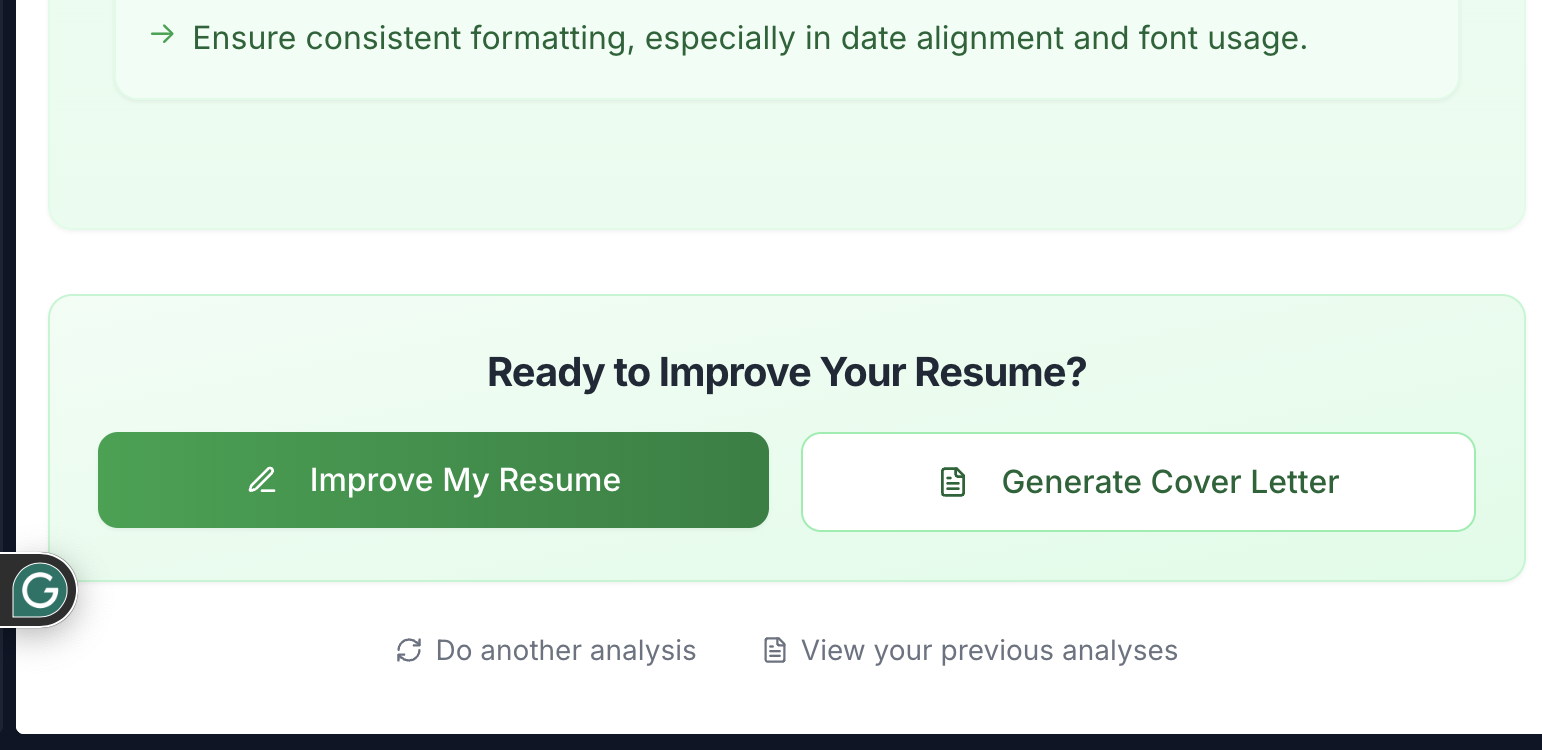 → Ensure consistent formatting, especially in date alignment and font usage.
Ready to Improve Your Resume?
Improve My Resume
Generate Cover Letter
Do another analysis
View your previous analyses